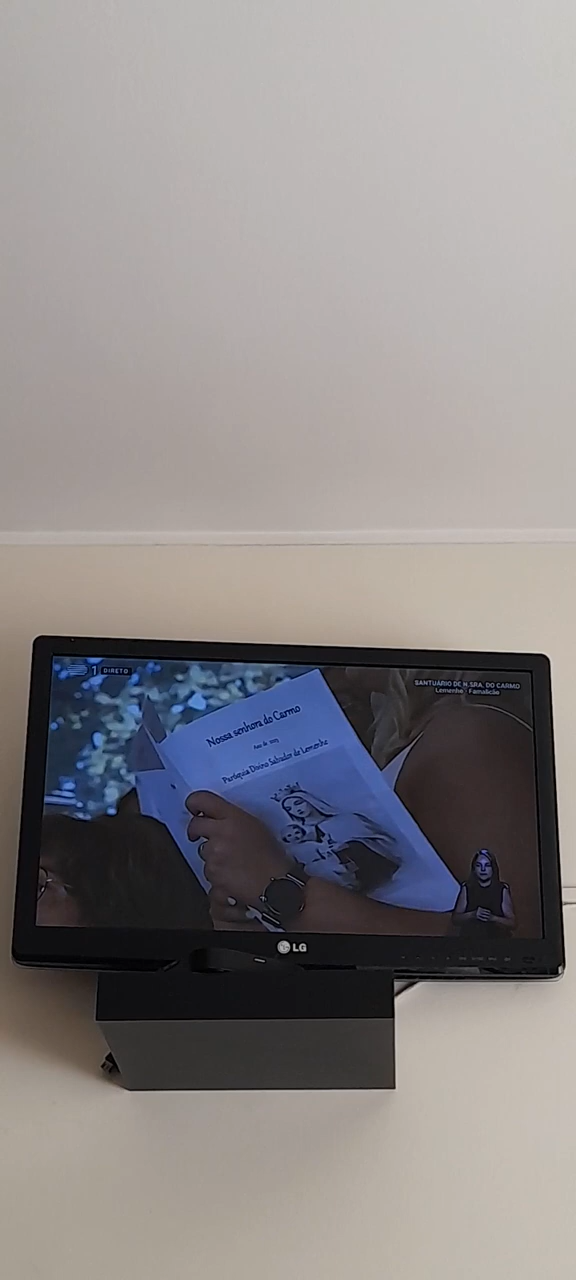 1 DIRETO
SANTUÁRIO DE N.SRA. DO CARMO
Lemenhe - Famalicão
Nossa senhora do Carmo
Paróquia Divino Salvador de Lemenhe
LG